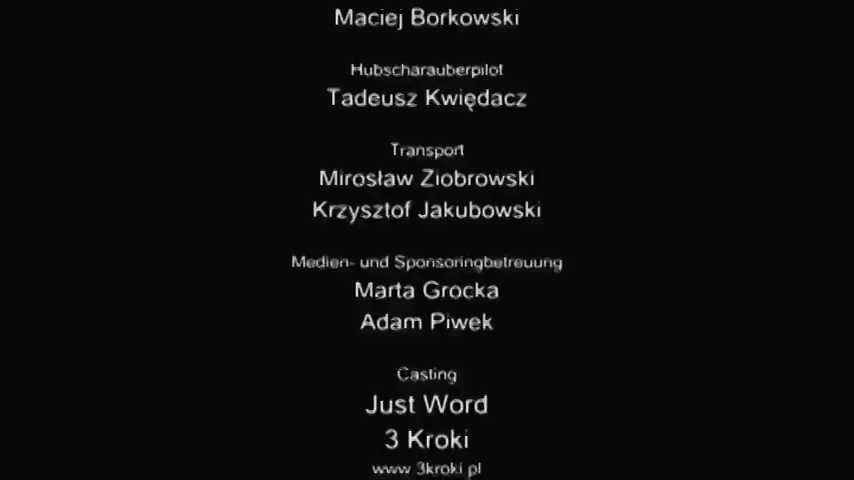 Maciej Borkowski
Hubscharauberpilot
Tadeusz Kwiędacz
Transport
Mirosław Ziobrowski
Krzysztof Jakubowski
Medien- und Sponsoringbetreuung
Marta Grocka
Adam Piwek
Casting
Just Word
3 Kroki
www.3kroki.pl